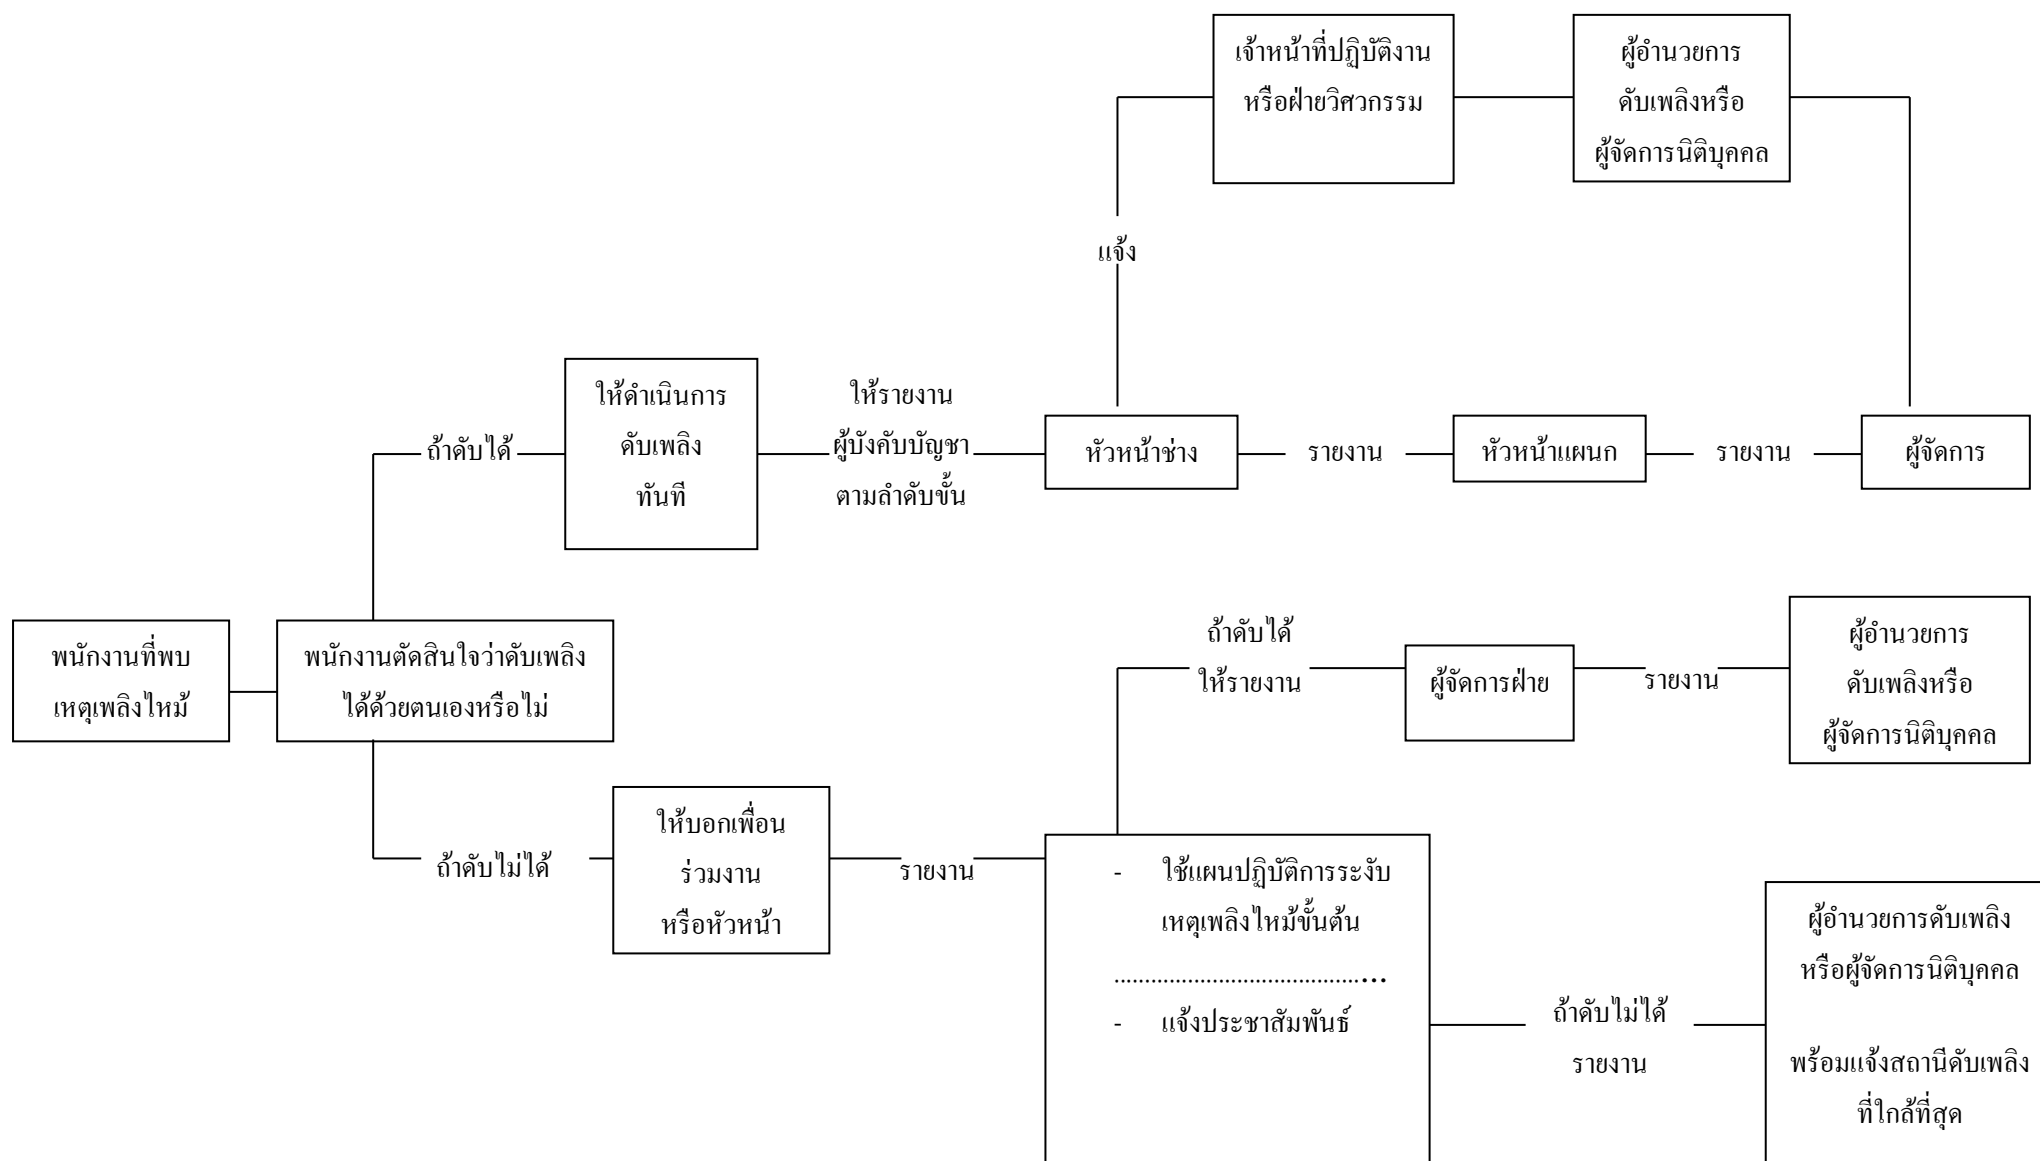 เจ้าหน้าที่ปฏิบัติงาน
หรือฝ่ายวิศวกรรม
ผู้อำนวยการ
ดับเพลิงหรือ
ผู้จัดการนิติบุคคล
แจ้ง
ถ้าดับได้
ให้ดำเนินการ
ดับเพลิง
ทันที
ให้รายงาน
ผู้บังคับบัญชา
ตามลำดับขั้น
หัวหน้าช่าง
รายงาน
หัวหน้าแผนก
รายงาน
ผู้จัดการ
พนักงานที่พบ
เหตุเพลิงไหม้
พนักงานตัดสินใจว่าดับเพลิง
ได้ด้วยตนเองหรือไม่
ถ้าดับได้
ให้รายงาน
ผู้จัดการฝ่าย
รายงาน
ผู้อำนวยการ
ดับเพลิงหรือ
ผู้จัดการนิติบุคคล
ถ้าดับไม่ได้
ให้บอกเพื่อน
ร่วมงาน
หรือหัวหน้า
รายงาน
- ใช้แผนปฏิบัติการระงับ
เหตุเพลิงไหม้ขั้นต้น
...........................................
- แจ้งประชาสัมพันธ์
ถ้าดับไม่ได้
รายงาน
ผู้อำนวยการดับเพลิง
หรือผู้จัดการนิติบุคคล
พร้อมแจ้งสถานีดับเพลิง
ที่ใกล้ที่สุด